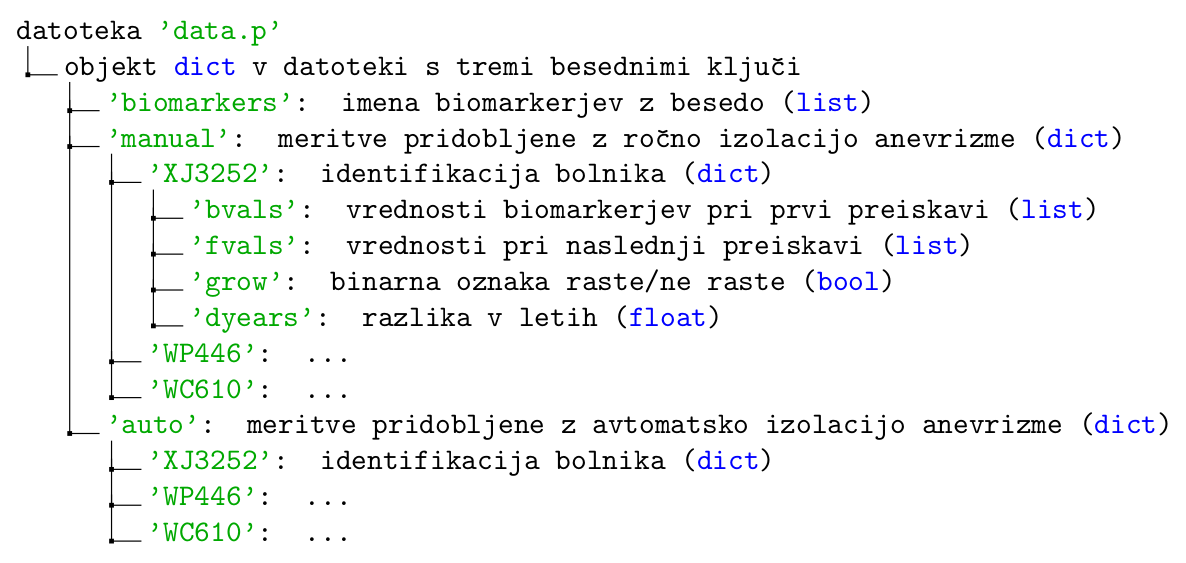 datoteka ’data.p’
objekt dict v datoteki s tremi besednimi ključi
’biomarkers’: imena biomarkerjev z besedo (list)
’manual’: meritve pridobljene z ročno izolacijo anevrizme (dict)
’XJ3252’: identifikacija bolnika (dict)
’bvals’: vrednosti biomarkerjev pri prvi preiskavi (list)
’fvals’: vrednosti pri naslednji preiskavi (list)
’grow’: binarna oznaka raste/ne raste (bool)
’dyears’: razlika v letih (float)
’WP446’: ...
’WC610’: ...
’auto’: meritve pridobljene z avtomatsko izolacijo anevrizme (dict)
’XJ3252’: identifikacija bolnika (dict)
’WP446’: ...
’WC610’: ...